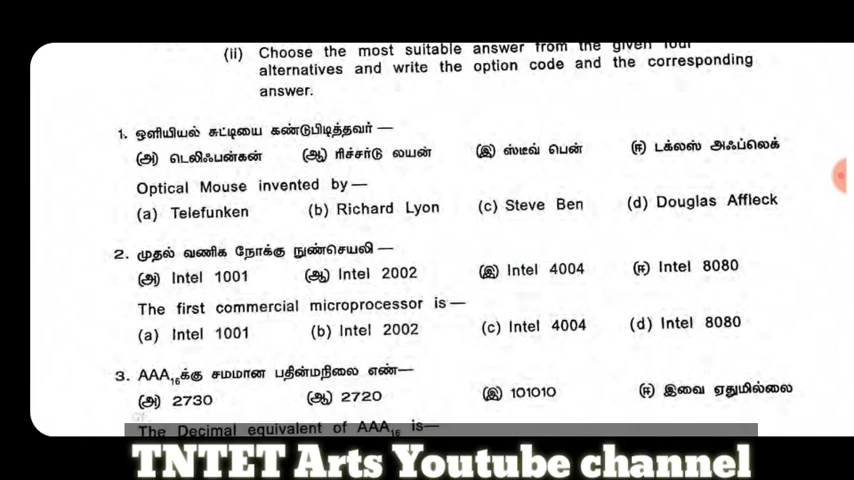 (ii) Choose the most suitable answer from the given four
alternatives and write the option code and the corresponding
answer.
1. ஒளியியல் சுட்டியை கண்டுபிடித்தவர் —
(அ) டெலிஃபன்கன் (ஆ) ரிச்சர்டு லயன் (இ) ஸ்டீவ் பென் (ஈ) டக்லஸ் அஃப்லெக்
Optical Mouse invented by —
(a) Telefunken (b) Richard Lyon (c) Steve Ben (d) Douglas Affleck
2. முதல் வணிக நோக்கு நுண்செயலி —
(அ) Intel 1001 (ஆ) Intel 2002 (இ) Intel 4004 (ஈ) Intel 8080
The first commercial microprocessor is —
(a) Intel 1001 (b) Intel 2002 (c) Intel 4004 (d) Intel 8080
3. AAA16க்கு சமமான பதின்மநிலை எண் —
(அ) 2730 (ஆ) 2720 (இ) 101010 (ஈ) இவை ஏதுமில்லை
The Decimal equivalent of AAA16 is —
TNTET Arts Youtube channel